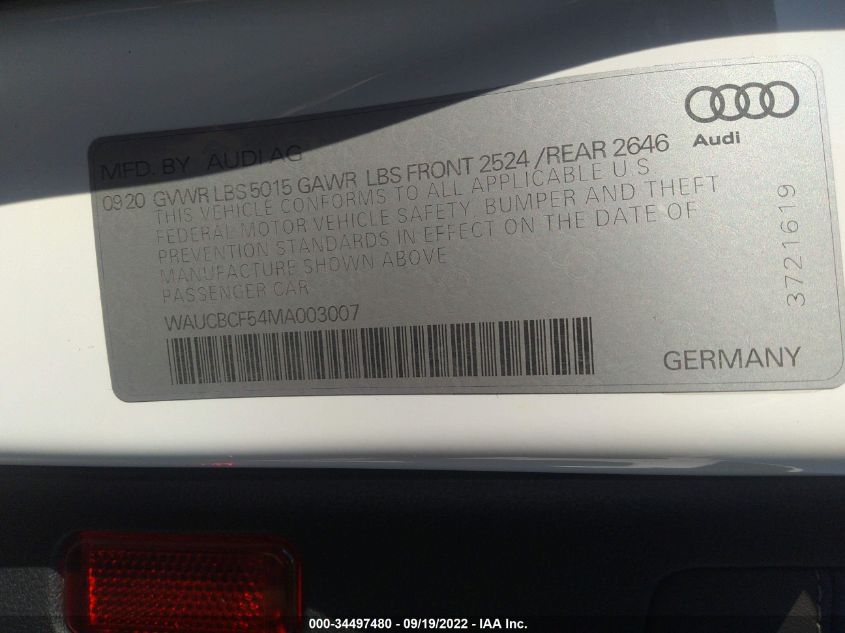 Audi
MFD. BY AUDI AG
0920 GVWR LBS 5015 GAWR LBS FRONT 2524 / REAR 2646
THIS VEHICLE CONFORMS TO ALL APPLICABLE U S
FEDERAL MOTOR VEHICLE SAFETY, BUMPER AND THEFT
PREVENTION STANDARDS IN EFFECT ON THE DATE OF
MANUFACTURE SHOWN ABOVE
PASSENGER CAR
WAUCBCF54MA003007
GERMANY
3721619
000-34497480 - 09/19/2022 - IAA Inc.